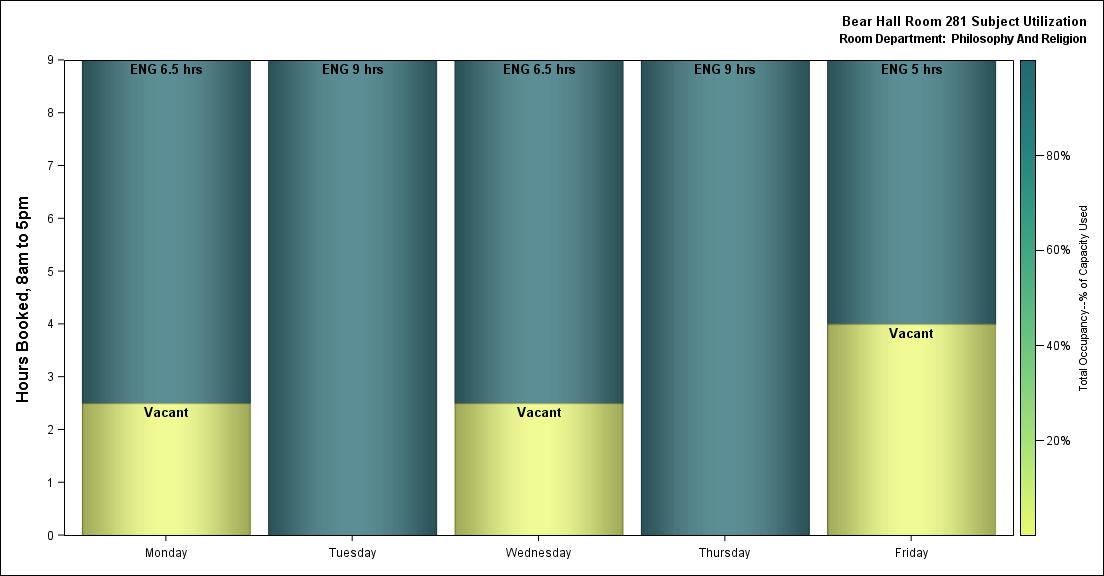 Bear Hall Room 281 Subject Utilization
Room Department: Philosophy And Religion
Hours Booked, 8am to 5pm
9
8
7
6
5
4
3
2
1
0
ENG 6.5 hrs
ENG 9 hrs
ENG 6.5 hrs
ENG 9 hrs
ENG 5 hrs
Vacant
Vacant
Vacant
Monday
Tuesday
Wednesday
Thursday
Friday
80%
60%
40%
20%
Total Occupancy--% of Capacity Used